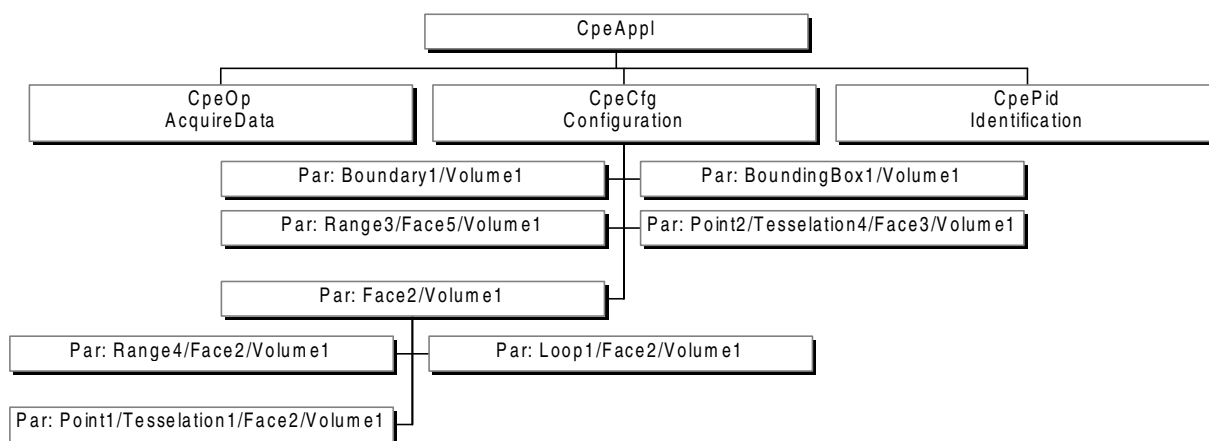 CpeAppl
CpeOp
AcquireData
CpeCfg
Configuration
CpePid
Identification
Par: Boundary1/Volume1
Par: BoundingBox1/Volume1
Par: Range3/Face5/Volume1
Par: Point2/Tesselation4/Face3/Volume1
Par: Face2/Volume1
Par: Range4/Face2/Volume1
Par: Loop1/Face2/Volume1
Par: Point1/Tesselation1/Face2/Volume1